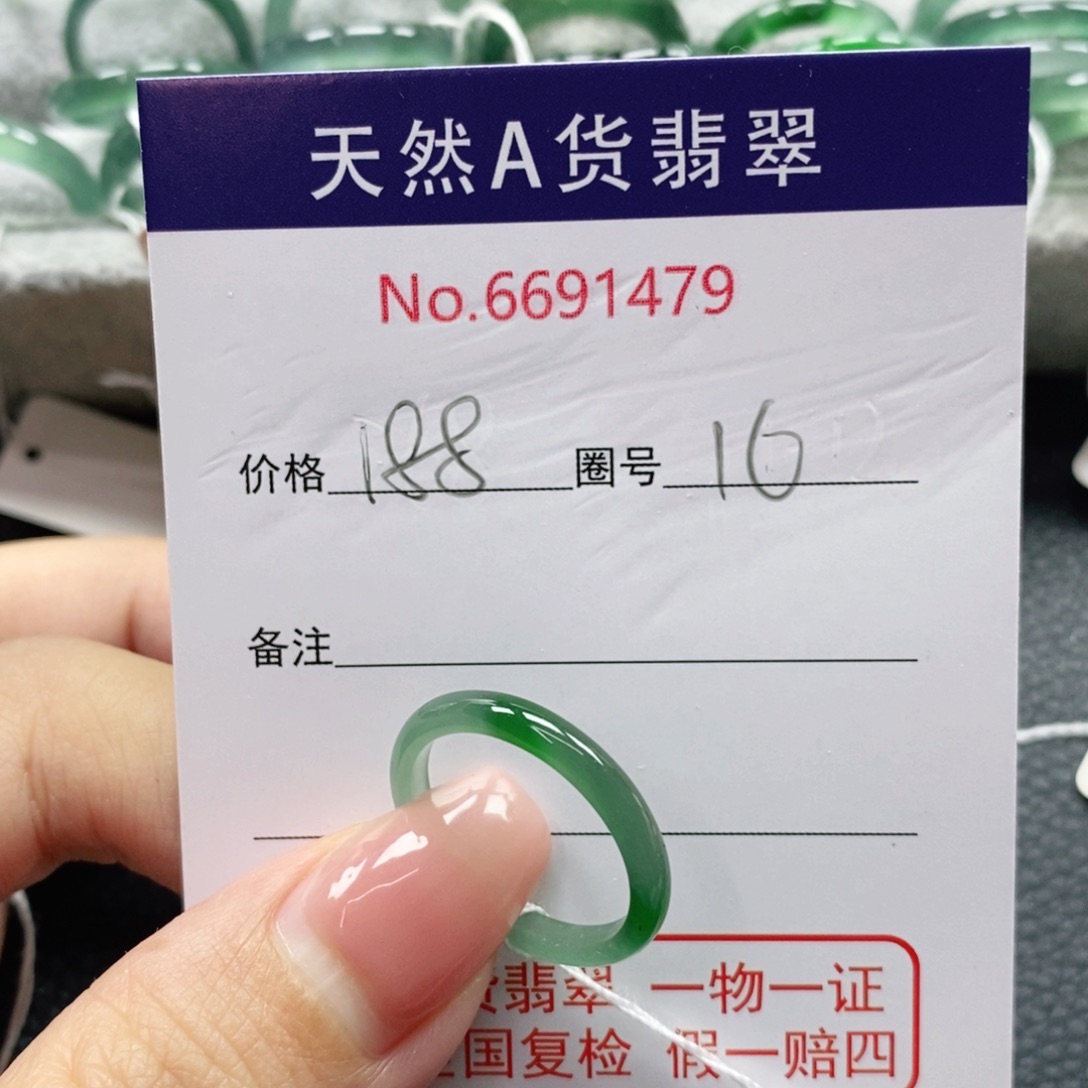 天然A货翡翠
No.6691479
价格 188 圈号 16
备注
翡翠 一物一证
国复检 假一赔四